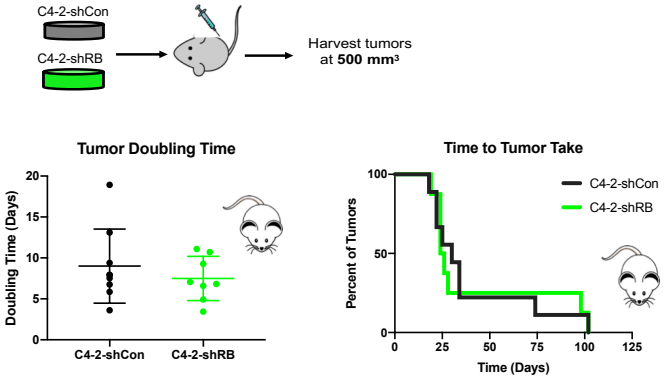 C4-2-shCon
C4-2-shRB
Harvest tumors
at 500 mm³
Tumor Doubling Time
Doubling Time (Days)
20
15
10
5
0
C4-2-shCon
C4-2-shRB
Time to Tumor Take
Percent of Tumors
100
50
0
0
25
50
75
100
125
Time (Days)
C4-2-shCon
C4-2-shRB